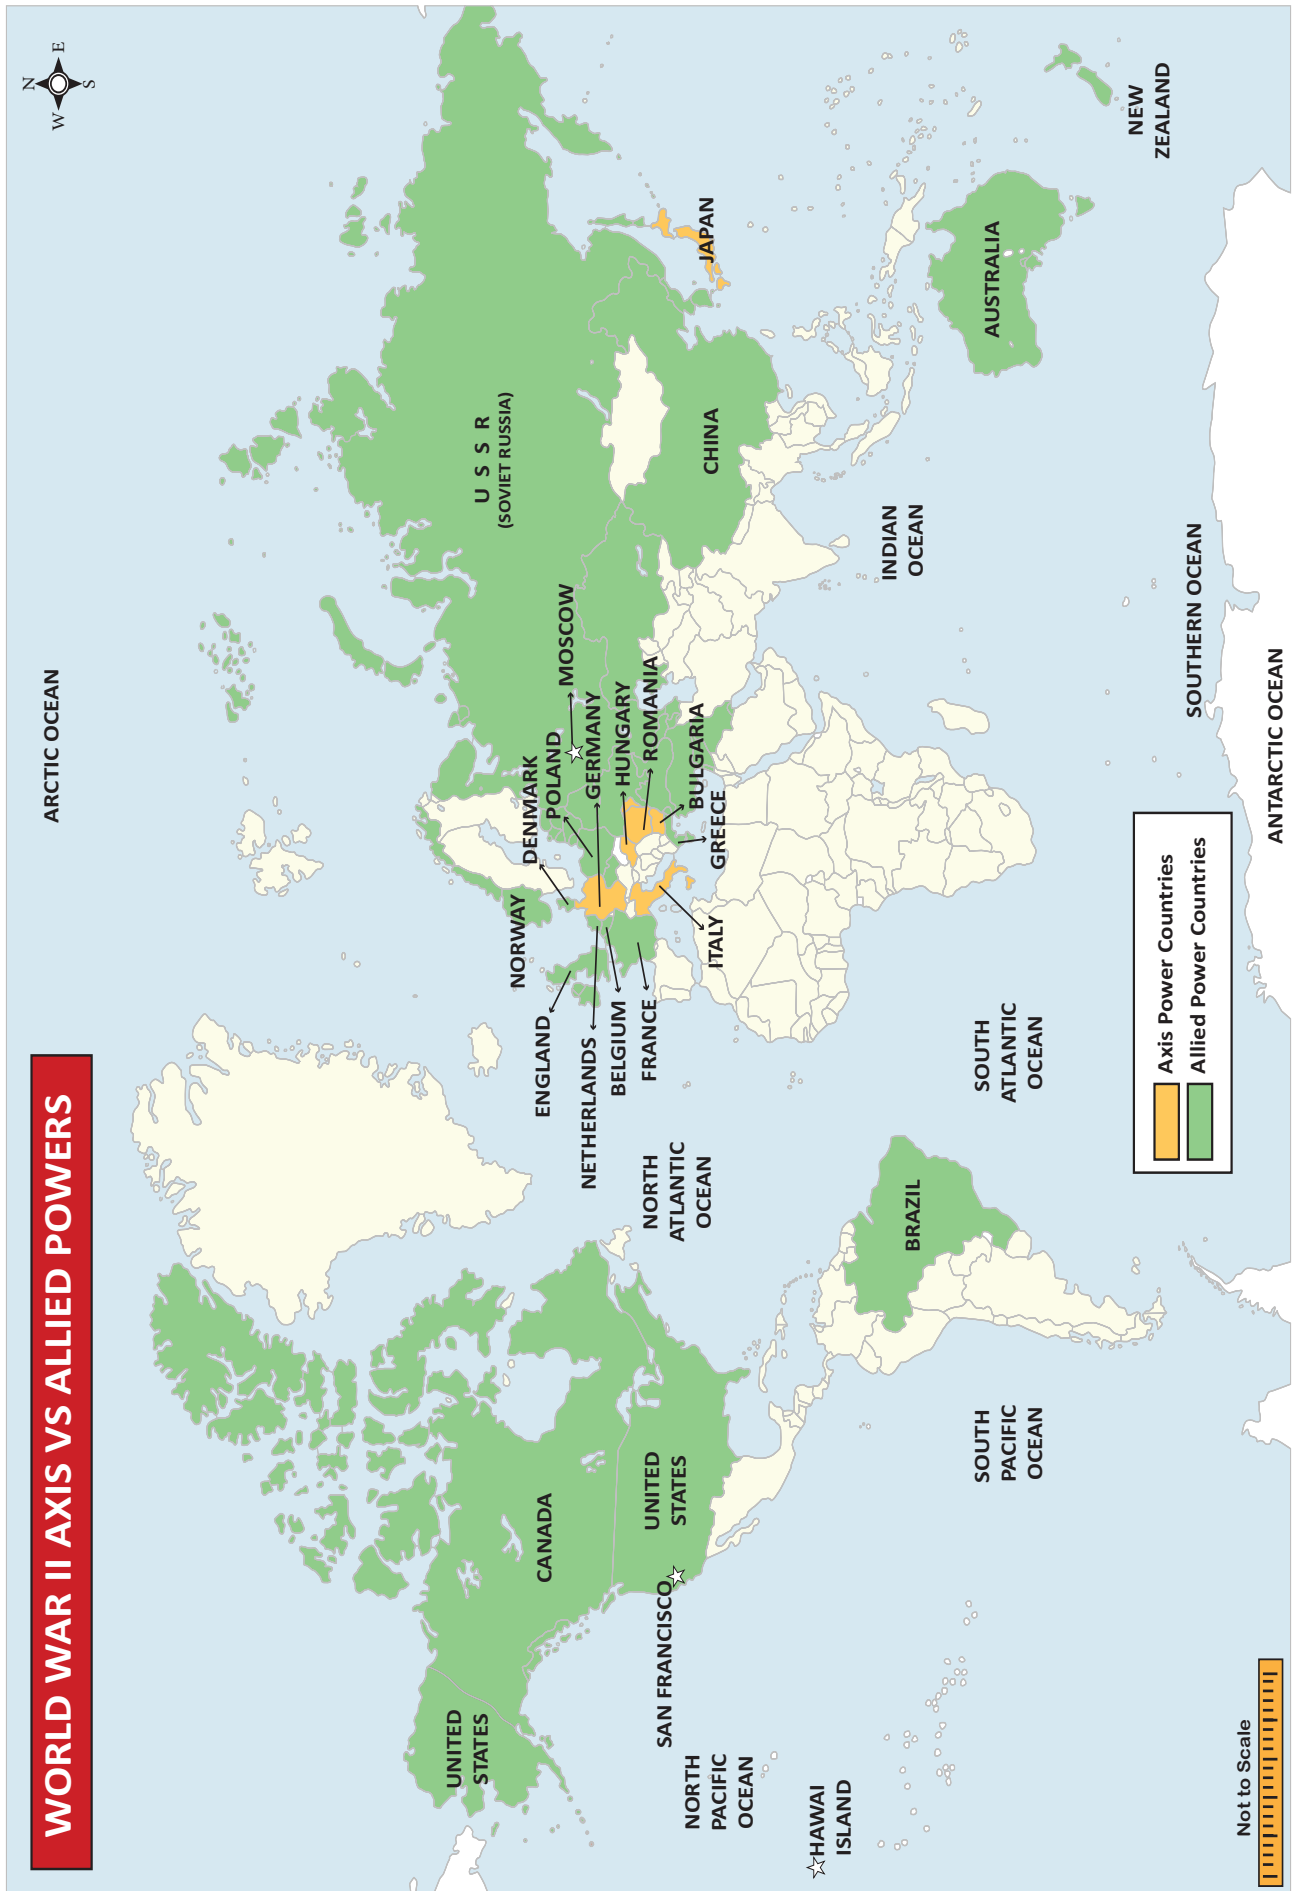 WORLD WAR II AXIS VS ALLIED POWERS
N
W
E
S
ARCTIC OCEAN
UNITED
STATES
CANADA
UNITED
STATES
SAN FRANCISCO
NORTH
PACIFIC
OCEAN
HAWAI
ISLAND
NORTH
ATLANTIC
OCEAN
BRAZIL
SOUTH
PACIFIC
OCEAN
SOUTH
ATLANTIC
OCEAN
NORWAY
DENMARK
POLAND
MOSCOW
GERMANY
HUNGARY
ROMANIA
BULGARIA
GREECE
ITALY
ENGLAND
NETHERLANDS
BELGIUM
FRANCE
U S S R
(SOVIET RUSSIA)
CHINA
JAPAN
INDIAN
OCEAN
AUSTRALIA
NEW
ZEALAND
SOUTHERN OCEAN
ANTARCTIC OCEAN
Axis Power Countries
Allied Power Countries
Not to Scale